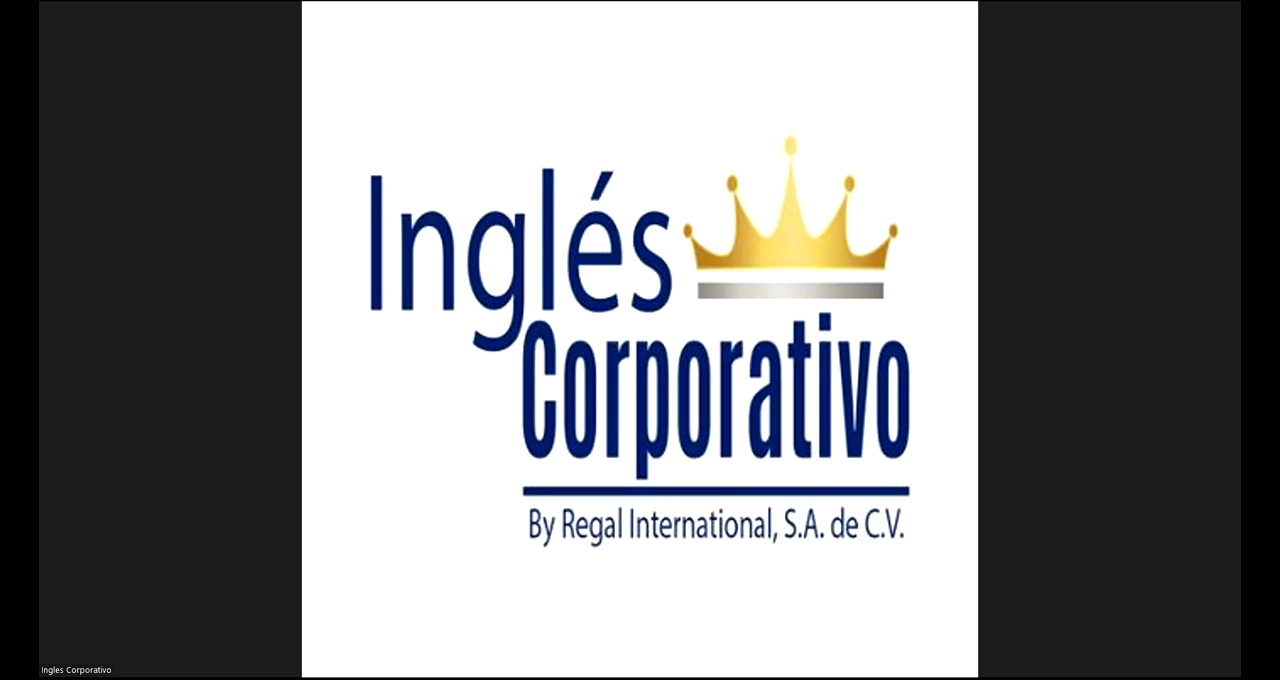 Inglés
Corporativo
By Regal International, S.A. de C.V.
Ingles Corporativo